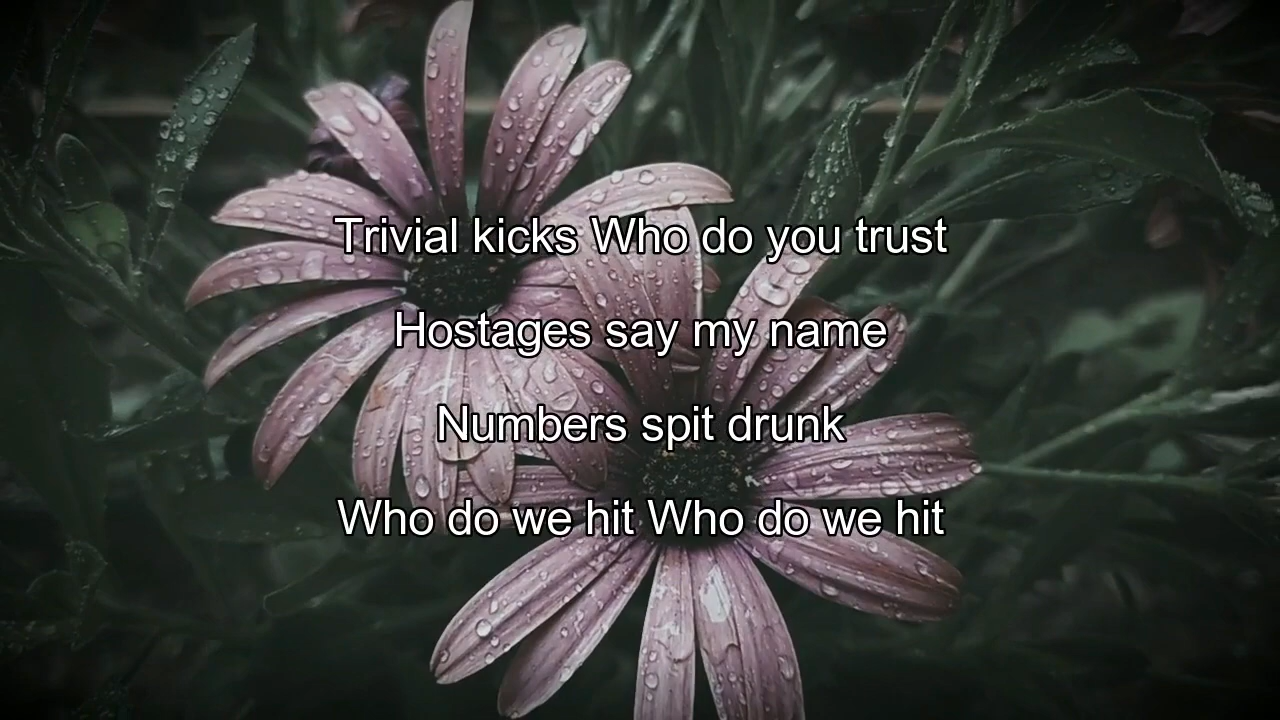 Trivial kicks Who do you trust
Hostages say my name
Numbers spit drunk
Who do we hit Who do we hit